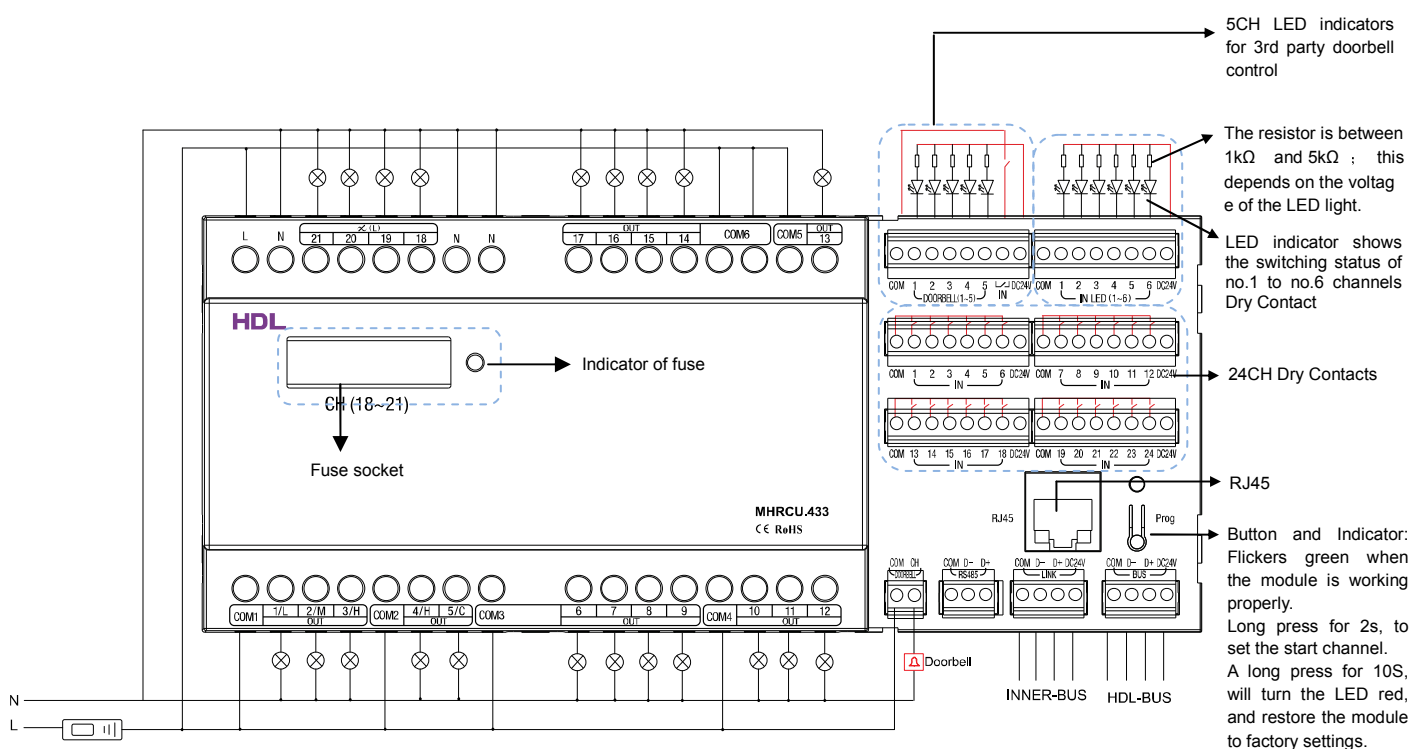 5CH LED indicators
for 3rd party doorbell
control
The resistor is between
1kΩ and 5kΩ ; this
depends on the voltag
e of the LED light.
LED indicator shows
the switching status of
no.1 to no.6 channels
Dry Contact
L N (L) 21 20 19 18 N N
OUT 17 16 15 14 COM6 COM5 OUT 13
COM 1 2 3 4 5 IN DC24V
DOORBELL(1~5)
COM 1 2 3 4 5 6 DC24V
IN LED (1~6)
HDL
Indicator of fuse
CH (18~21)
Fuse socket
COM 1 2 3 4 5 6 DC24V
IN
COM 7 8 9 10 11 12 DC24V
IN
24CH Dry Contacts
COM 13 14 15 16 17 18 DC24V
IN
COM 19 20 21 22 23 24 DC24V
IN
RJ45
RJ45
Prog
MHRCU.433
CE RoHS
Button and Indicator:
Flickers green when
the module is working
properly.
Long press for 2s, to
set the start channel.
A long press for 10S,
will turn the LED red,
and restore the module
to factory settings.
COM CH
DOORBELL
COM D- D+
RS485
COM D- D+ DC24V
LINK
COM D- D+ DC24V
BUS
COM1 1/L 2/M 3/H COM2 4/H 5/C COM3 6 7 8 9 COM4 10 11 12
OUT OUT OUT OUT
Doorbell
INNER-BUS
HDL-BUS
N
L